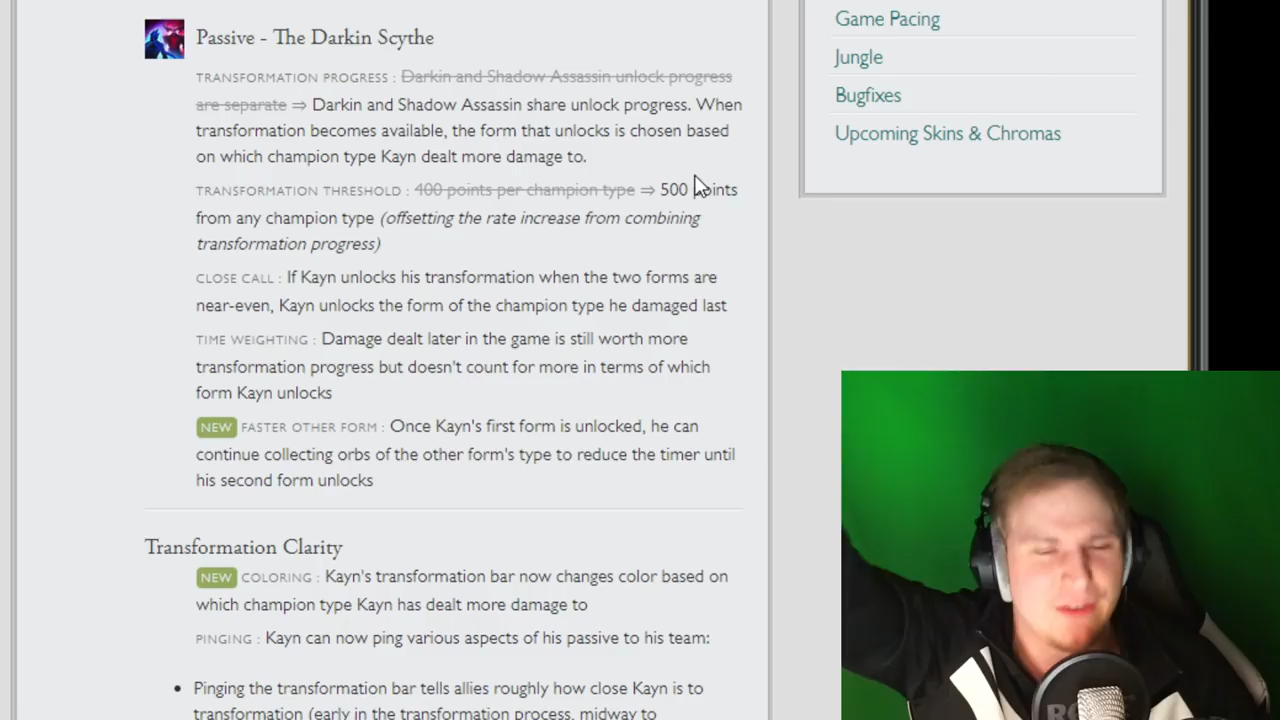 Passive - The Darkin Scythe
TRANSFORMATION PROGRESS : Darkin and Shadow Assassin unlock progress
are separate ⇒ Darkin and Shadow Assassin share unlock progress. When
transformation becomes available, the form that unlocks is chosen based
on which champion type Kayn dealt more damage to.
TRANSFORMATION THRESHOLD : 400 points per champion type ⇒ 500 points
from any champion type (offsetting the rate increase from combining
transformation progress)
CLOSE CALL : If Kayn unlocks his transformation when the two forms are
near-even, Kayn unlocks the form of the champion type he damaged last
TIME WEIGHTING : Damage dealt later in the game is still worth more
transformation progress but doesn't count for more in terms of which
form Kayn unlocks
NEW FASTER OTHER FORM : Once Kayn's first form is unlocked, he can
continue collecting orbs of the other form's type to reduce the timer until
his second form unlocks
Transformation Clarity
NEW COLORING : Kayn's transformation bar now changes color based on
which champion type Kayn has dealt more damage to
PINGING : Kayn can now ping various aspects of his passive to his team:
• Pinging the transformation bar tells allies roughly how close Kayn is to
transformation (early in the transformation process, midway to
Game Pacing
Jungle
Bugfixes
Upcoming Skins & Chromas